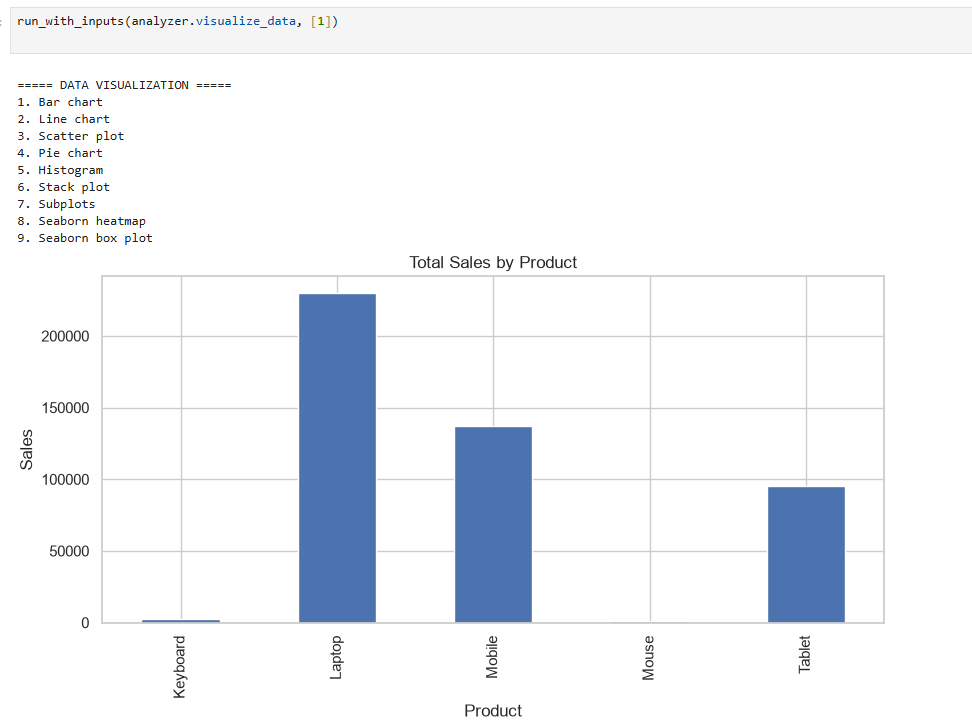 run_with_inputs(analyzer.visualize_data, [1])
===== DATA VISUALIZATION =====
1. Bar chart
2. Line chart
3. Scatter plot
4. Pie chart
5. Histogram
6. Stack plot
7. Subplots
8. Seaborn heatmap
9. Seaborn box plot
Total Sales by Product
200000
150000
100000
50000
0
Sales
Keyboard
Laptop
Mobile
Mouse
Tablet
Product